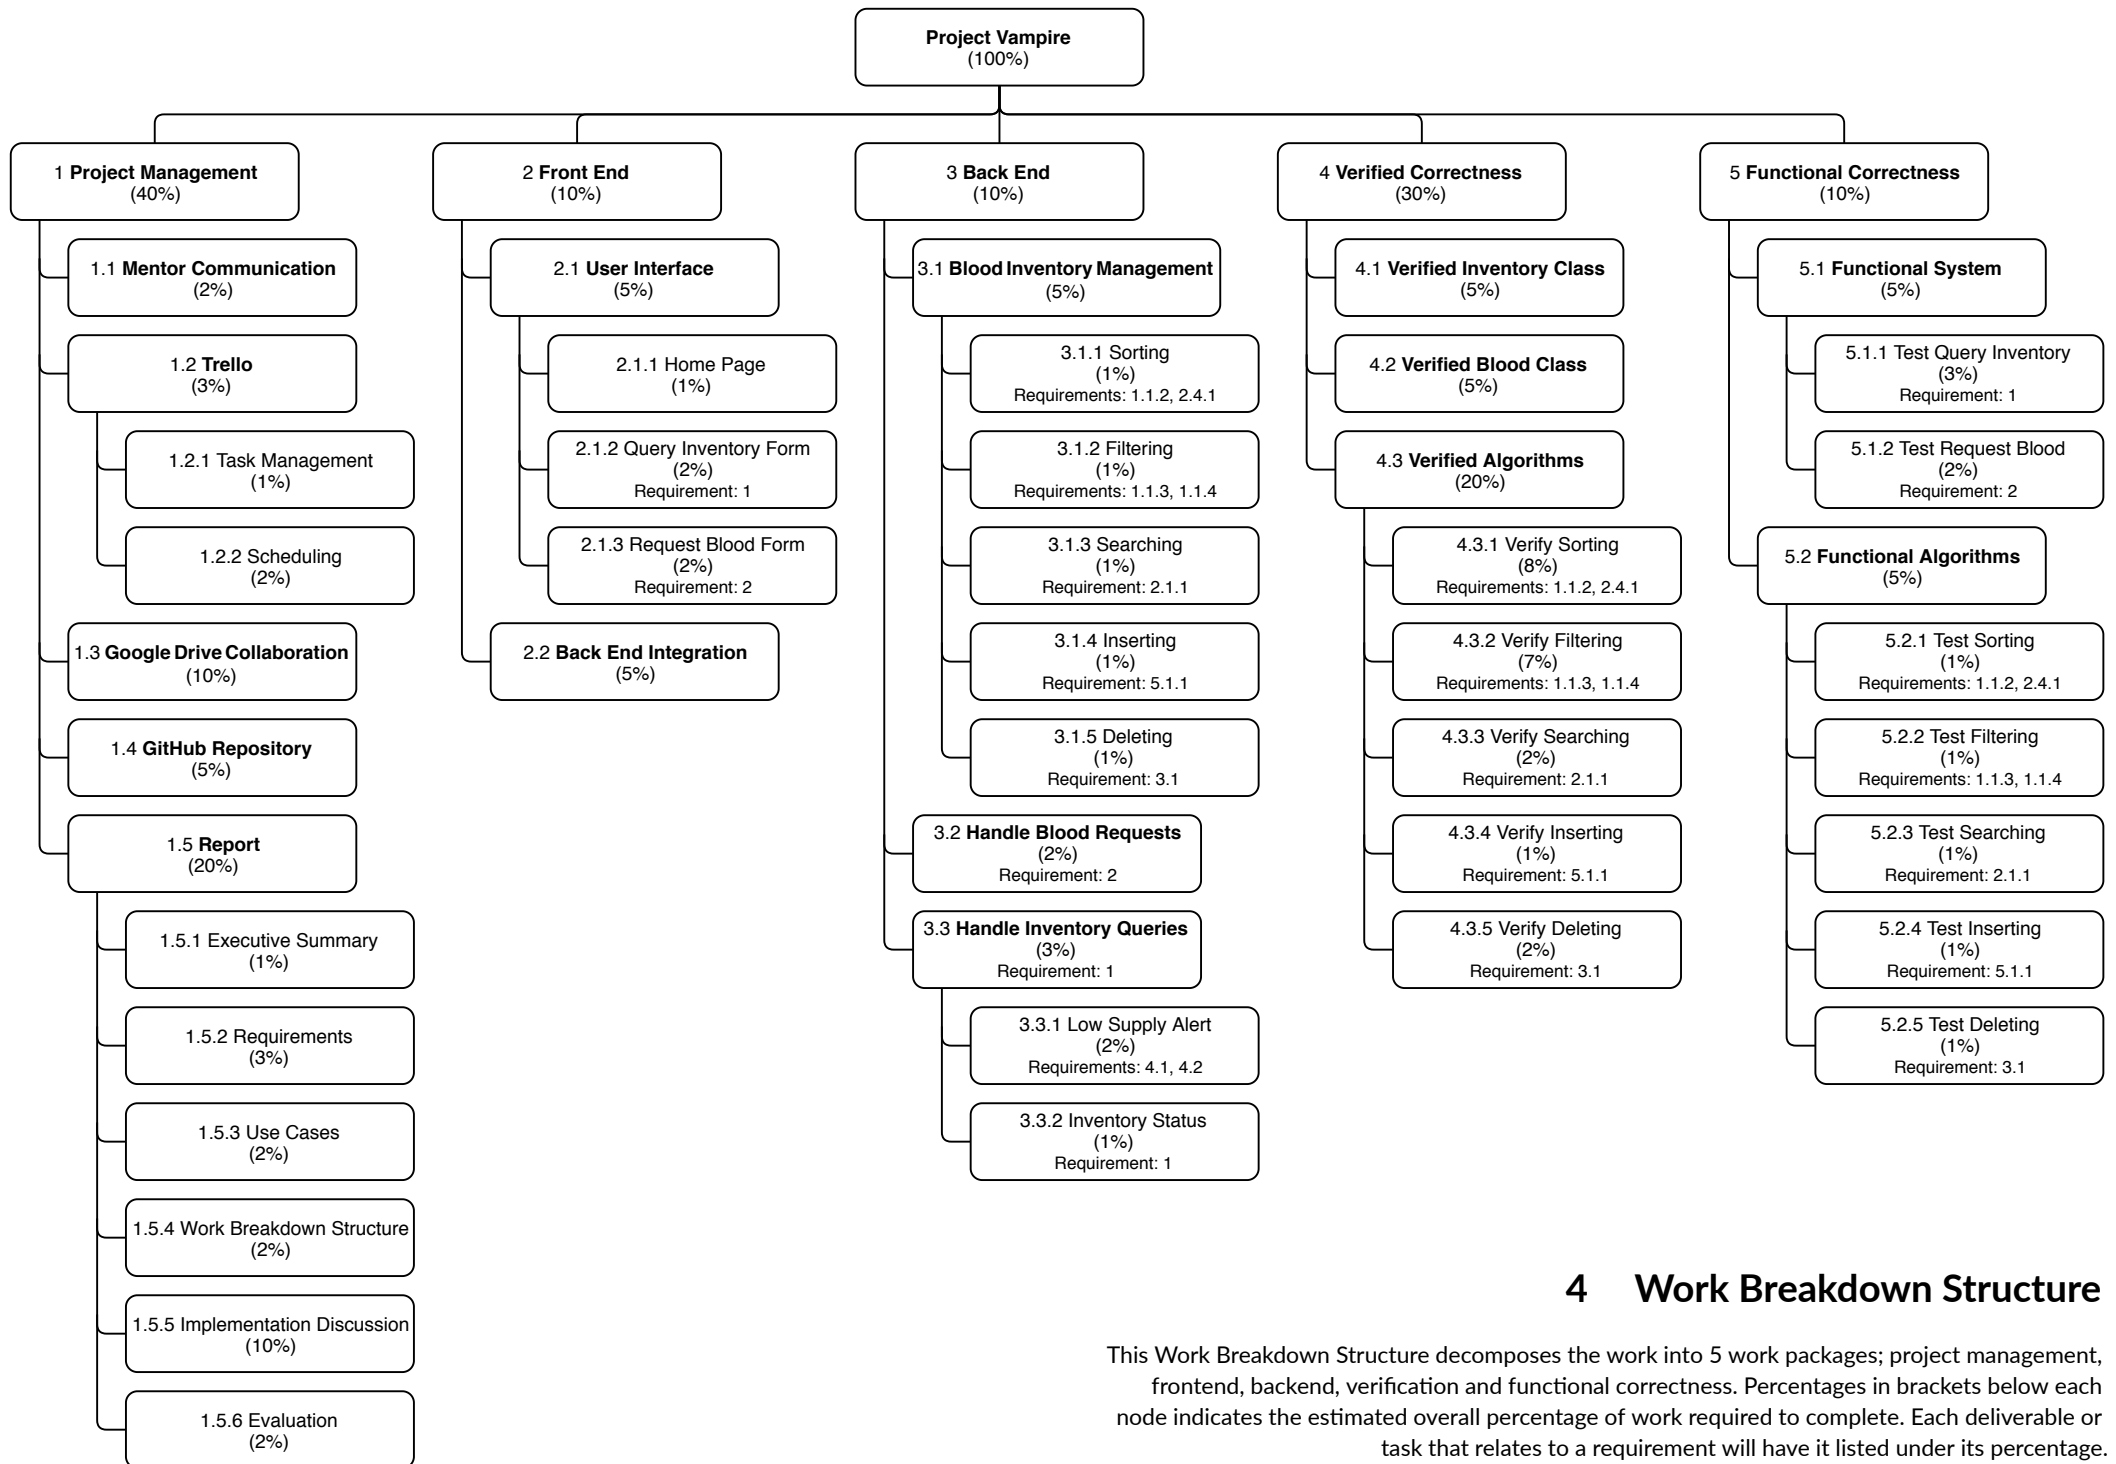 Project Vampire
(100%)
1 Project Management
(40%)
1.1 Mentor Communication
(2%)
1.2 Trello
(3%)
1.2.1 Task Management
(1%)
1.2.2 Scheduling
(2%)
1.3 Google Drive Collaboration
(10%)
1.4 GitHub Repository
(5%)
1.5 Report
(20%)
1.5.1 Executive Summary
(1%)
1.5.2 Requirements
(3%)
1.5.3 Use Cases
(2%)
1.5.4 Work Breakdown Structure
(2%)
1.5.5 Implementation Discussion
(10%)
1.5.6 Evaluation
(2%)
2 Front End
(10%)
2.1 User Interface
(5%)
2.1.1 Home Page
(1%)
2.1.2 Query Inventory Form
(2%)
Requirement: 1
2.1.3 Request Blood Form
(2%)
Requirement: 2
2.2 Back End Integration
(5%)
3 Back End
(10%)
3.1 Blood Inventory Management
(5%)
3.1.1 Sorting
(1%)
Requirements: 1.1.2, 2.4.1
3.1.2 Filtering
(1%)
Requirements: 1.1.3, 1.1.4
3.1.3 Searching
(1%)
Requirement: 2.1.1
3.1.4 Inserting
(1%)
Requirement: 5.1.1
3.1.5 Deleting
(1%)
Requirement: 3.1
3.2 Handle Blood Requests
(2%)
Requirement: 2
3.3 Handle Inventory Queries
(3%)
Requirement: 1
3.3.1 Low Supply Alert
(2%)
Requirements: 4.1, 4.2
3.3.2 Inventory Status
(1%)
Requirement: 1
4 Verified Correctness
(30%)
4.1 Verified Inventory Class
(5%)
4.2 Verified Blood Class
(5%)
4.3 Verified Algorithms
(20%)
4.3.1 Verify Sorting
(8%)
Requirements: 1.1.2, 2.4.1
4.3.2 Verify Filtering
(7%)
Requirements: 1.1.3, 1.1.4
4.3.3 Verify Searching
(2%)
Requirement: 2.1.1
4.3.4 Verify Inserting
(1%)
Requirement: 5.1.1
4.3.5 Verify Deleting
(2%)
Requirement: 3.1
5 Functional Correctness
(10%)
5.1 Functional System
(5%)
5.1.1 Test Query Inventory
(3%)
Requirement: 1
5.1.2 Test Request Blood
(2%)
Requirement: 2
5.2 Functional Algorithms
(5%)
5.2.1 Test Sorting
(1%)
Requirements: 1.1.2, 2.4.1
5.2.2 Test Filtering
(1%)
Requirements: 1.1.3, 1.1.4
5.2.3 Test Searching
(1%)
Requirement: 2.1.1
5.2.4 Test Inserting
(1%)
Requirement: 5.1.1
5.2.5 Test Deleting
(1%)
Requirement: 3.1
4 Work Breakdown Structure
This Work Breakdown Structure decomposes the work into 5 work packages; project management,
frontend, backend, verification and functional correctness. Percentages in brackets below each
node indicates the estimated overall percentage of work required to complete. Each deliverable or
task that relates to a requirement will have it listed under its percentage.